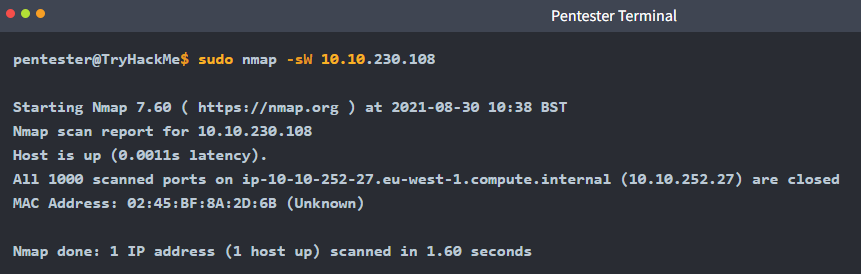 Pentester Terminal
pentester@TryHackMe$ sudo nmap -sW 10.10.230.108
Starting Nmap 7.60 ( https://nmap.org ) at 2021-08-30 10:38 BST
Nmap scan report for 10.10.230.108
Host is up (0.0011s latency).
All 1000 scanned ports on ip-10-10-252-27.eu-west-1.compute.internal (10.10.252.27) are closed
MAC Address: 02:45:BF:8A:2D:6B (Unknown)
Nmap done: 1 IP address (1 host up) scanned in 1.60 seconds